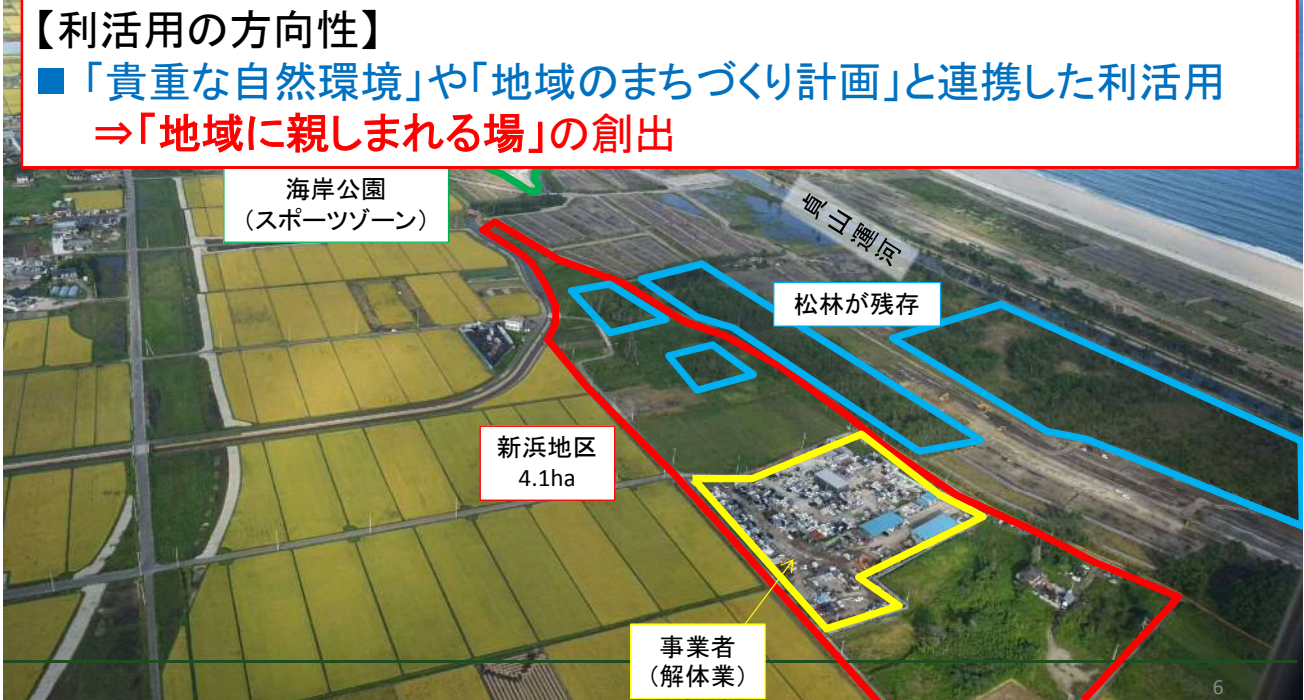 【利活用の方向性】
■「貴重な自然環境」や「地域のまちづくり計画」と連携した利活用
⇒「地域に親しまれる場」の創出
海岸公園
（スポーツゾーン）
貞山運河
松林が残存
新浜地区
4.1ha
事業者
（解体業）
6